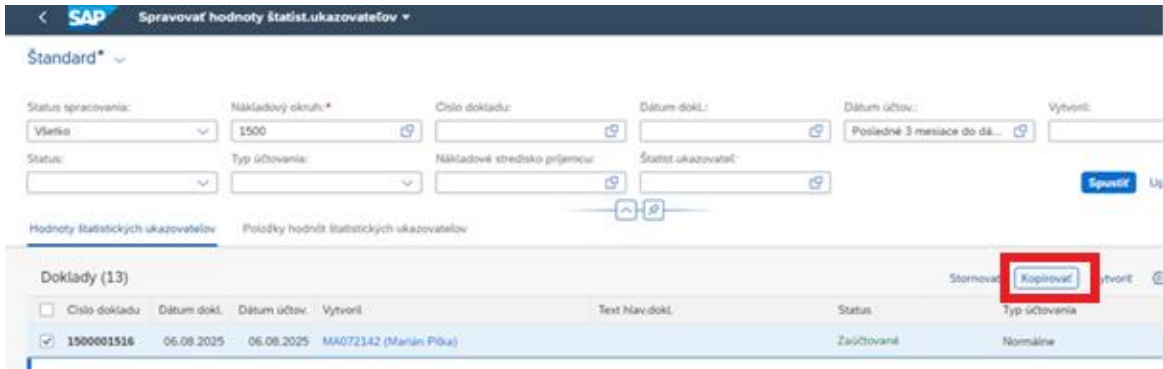 SAP Spravovať hodnoty štatist.ukazovateľov
Štandard*
Status spracovania: Nákladový okruh:* Číslo dokladu: Dátum dokl.: Dátum účtov.: Vytvoril:
Všetko 1500 Posledné 3 mesiace do dá...
Status: Typ účtovania: Nákladové stredisko príjemcu: Štatist.ukazovateľ:
Spustiť
Hodnoty štatistických ukazovateľov Položky hodnôt štatistických ukazovateľov
Doklady (13) Stornovať Kopírovať Vytvoriť
Číslo dokladu Dátum dokl. Dátum účtov. Vytvoril Text hlav.dokl. Status Typ účtovania
1500001516 06.08.2025 06.08.2025 MA072142 (Marián Pilka) Zaúčtované Normálne